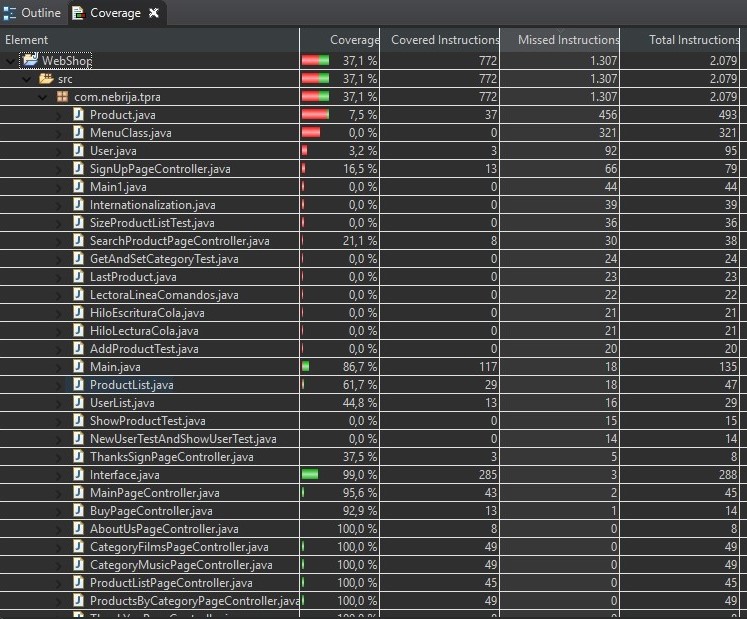 Outline Coverage
Element Coverage Covered Instructions Missed Instructions Total Instructions
WebShop 37,1 % 772 1.307 2.079
src 37,1 % 772 1.307 2.079
com.nebrija.tpra 37,1 % 772 1.307 2.079
Product.java 7,5 % 37 456 493
MenuClass.java 0,0 % 0 321 321
User.java 3,2 % 3 92 95
SignUpPageController.java 16,5 % 13 66 79
Main1.java 0,0 % 0 44 44
Internationalization.java 0,0 % 0 39 39
SizeProductListTest.java 0,0 % 0 36 36
SearchProductPageController.java 21,1 % 8 30 38
GetAndSetCategoryTest.java 0,0 % 0 24 24
LastProduct.java 0,0 % 0 23 23
LectoraLineaComandos.java 0,0 % 0 22 22
HiloEscrituraCola.java 0,0 % 0 21 21
HiloLecturaCola.java 0,0 % 0 21 21
AddProductTest.java 0,0 % 0 20 20
Main.java 86,7 % 117 18 135
ProductList.java 61,7 % 29 18 47
UserList.java 44,8 % 13 16 29
ShowProductTest.java 0,0 % 0 15 15
NewUserTestAndShowUserTest.java 0,0 % 0 14 14
ThanksSignPageController.java 37,5 % 3 5 8
Interface.java 99,0 % 285 3 288
MainPageController.java 95,6 % 43 2 45
BuyPageController.java 92,9 % 13 1 14
AboutUsPageController.java 100,0 % 8 0 8
CategoryFilmsPageController.java 100,0 % 49 0 49
CategoryMusicPageController.java 100,0 % 49 0 49
ProductListPageController.java 100,0 % 45 0 45
ProductsByCategoryPageController.java 100,0 % 49 0 49